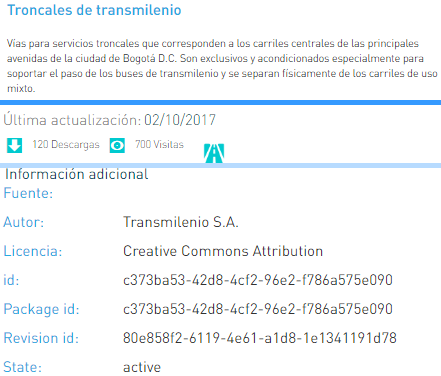 Troncales de transmilenio
Vías para servicios troncales que corresponden a los carriles centrales de las principales
avenidas de la ciudad de Bogotá D.C. Son exclusivos y acondicionados especialmente para
soportar el paso de los buses de transmilenio y se separan físicamente de los carriles de uso
mixto.
Última actualización: 02/10/2017
120 Descargas 700 Visitas
Información adicional
Fuente:
Autor: Transmilenio S.A.
Licencia: Creative Commons Attribution
id: c373ba53-42d8-4cf2-96e2-f786a575e090
Package id: c373ba53-42d8-4cf2-96e2-f786a575e090
Revision id: 80e858f2-6119-4e61-a1d8-1e1341191d78
State: active